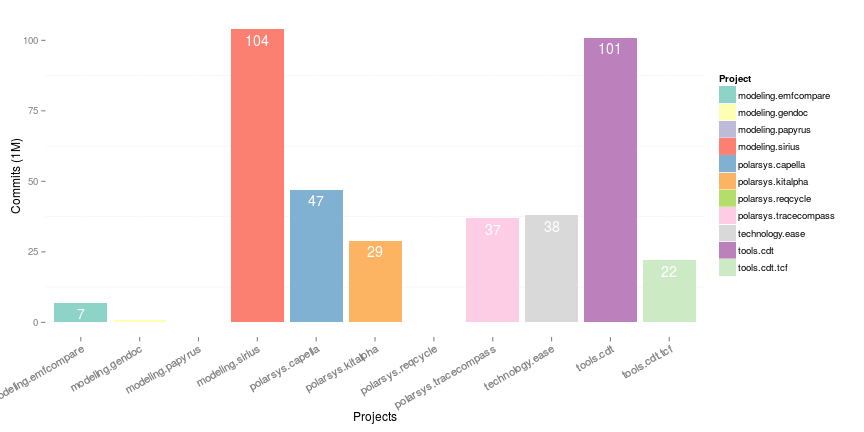 Commits (1M)
100
75
50
25
0
7
104
47
29
37
38
101
22
modeling.emfcompare
modeling.gendoc
modeling.papyrus
modeling.sirius
polarsys.capella
polarsys.kitalpha
polarsys.reqcycle
polarsys.tracecompass
technology.ease
tools.cdt
tools.cdt.tcf
Projects
Project
modeling.emfcompare
modeling.gendoc
modeling.papyrus
modeling.sirius
polarsys.capella
polarsys.kitalpha
polarsys.reqcycle
polarsys.tracecompass
technology.ease
tools.cdt
tools.cdt.tcf